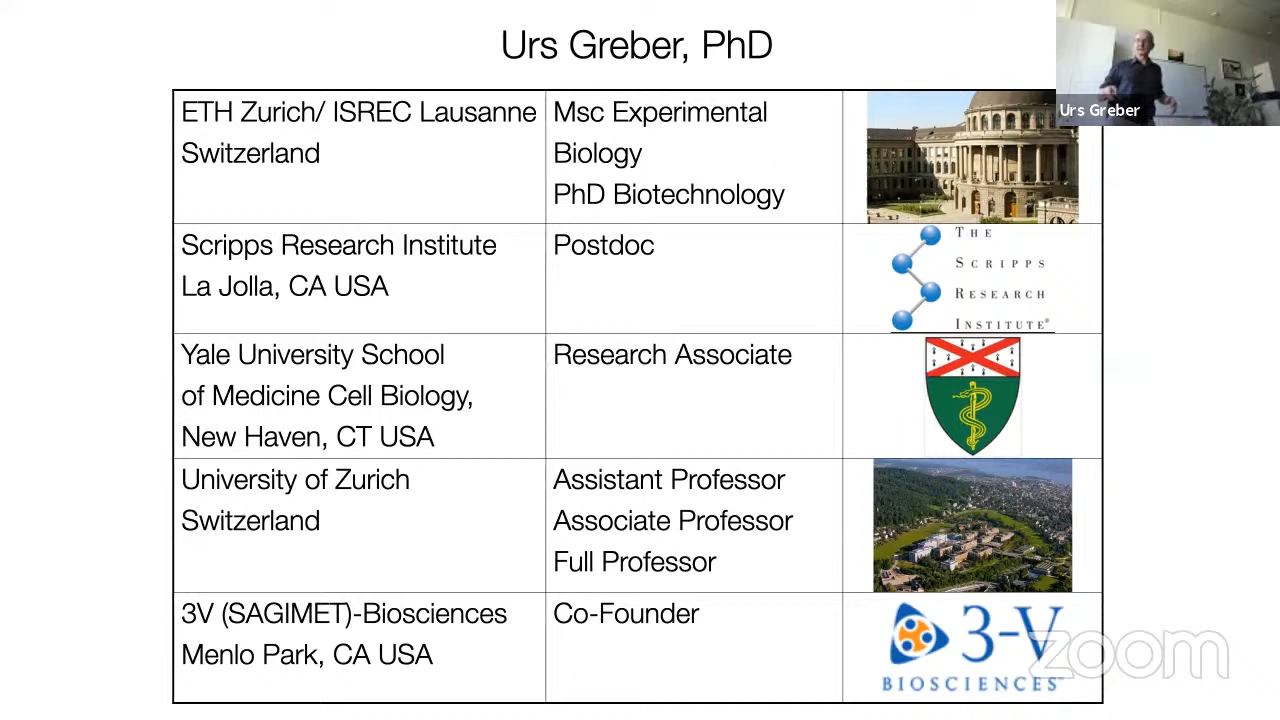 Urs Greber, PhD
Urs Greber
ETH Zurich/ ISREC Lausanne
Switzerland
Msc Experimental
Biology
PhD Biotechnology
Scripps Research Institute
La Jolla, CA USA
Postdoc
THE
SCRIPPS
RESEARCH
INSTITUTE®
Yale University School
of Medicine Cell Biology,
New Haven, CT USA
Research Associate
University of Zurich
Switzerland
Assistant Professor
Associate Professor
Full Professor
3V (SAGIMET)-Biosciences
Menlo Park, CA USA
Co-Founder
3-V
BIOSCIENCES™
zoom